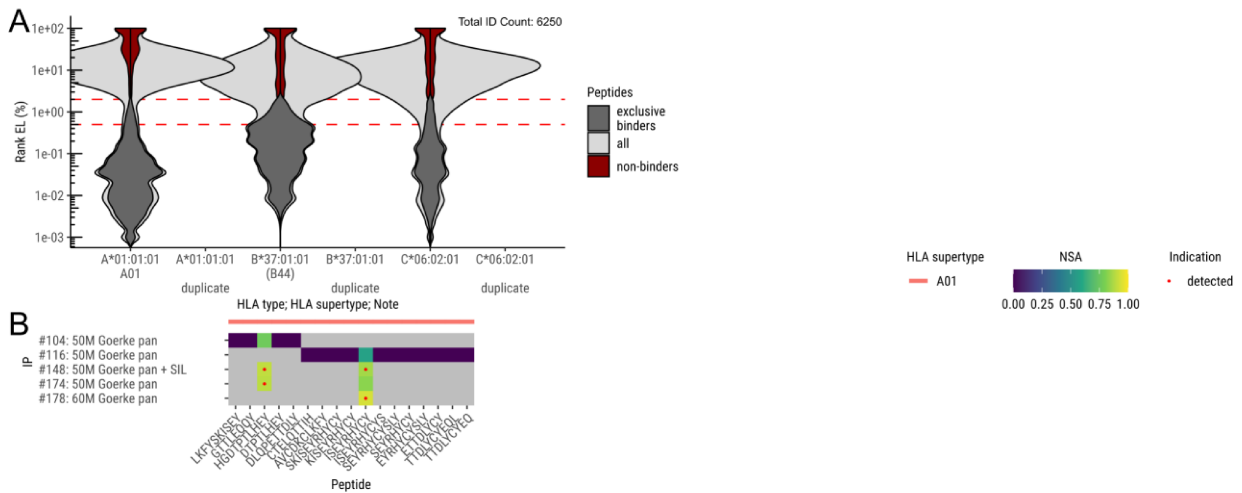 A
Total ID Count: 6250
1e+02
1e+01
1e+00
1e-01
1e-02
1e-03
Rank EL (%)
A*01:01:01
A01
A*01:01:01
duplicate
B*37:01:01
(B44)
B*37:01:01
duplicate
C*06:02:01
C*06:02:01
duplicate
HLA type; HLA supertype; Note
Peptides
exclusive
binders
all
non-binders
B
IP
#104: 50M Goerke pan
#116: 50M Goerke pan
#148: 50M Goerke pan + SIL
#174: 50M Goerke pan
#178: 60M Goerke pan
LKFYSKISEY
GTTLEQQY
HGDTPTLHEY
DTPTLHEY
DLQPETTDLY
CTELQTTIH
AVCDKCLKFY
SKISEYRHYCY
KISEYRHYCY
ISEYRHYCY
ISEYRHYCYS
SEYRHYCYSLY
SEYRHYCY
EYRHYCYSLY
ETTDLYCY
TTDLYCYEQL
TTDLYCYEQ
Peptide
HLA supertype
A01
NSA
0.00 0.25 0.50 0.75 1.00
Indication
detected